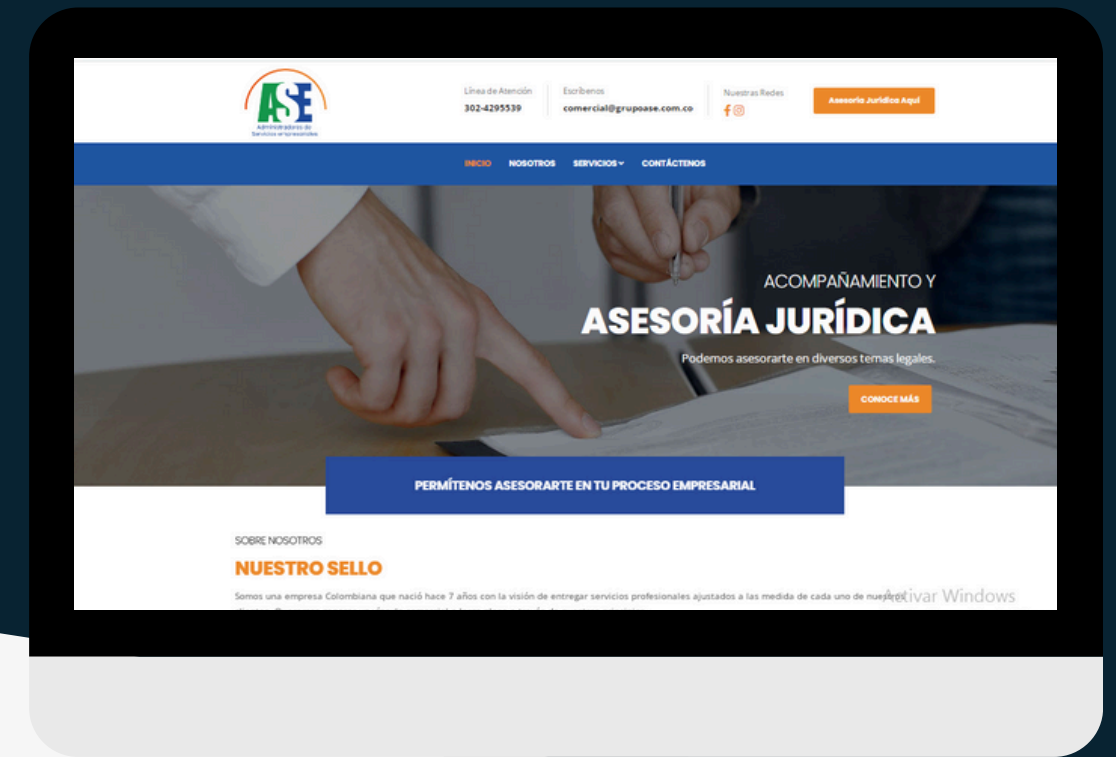 ASE
Administradores de
Servicios empresariales
Línea de Atención
302-4295539
Escríbenos
comercial@grupoase.com.co
Nuestras Redes
Asesoría Jurídica Aquí
INICIO NOSOTROS SERVICIOS CONTÁCTENOS
ACOMPAÑAMIENTO Y
ASESORÍA JURÍDICA
Podemos asesorarte en diversos temas legales.
CONOCE MÁS
PERMÍTENOS ASESORARTE EN TU PROCESO EMPRESARIAL
SOBRE NOSOTROS
NUESTRO SELLO
Somos una empresa Colombiana que nació hace 7 años con la visión de entregar servicios profesionales ajustados a las medida de cada uno de nuestros
Activar Windows